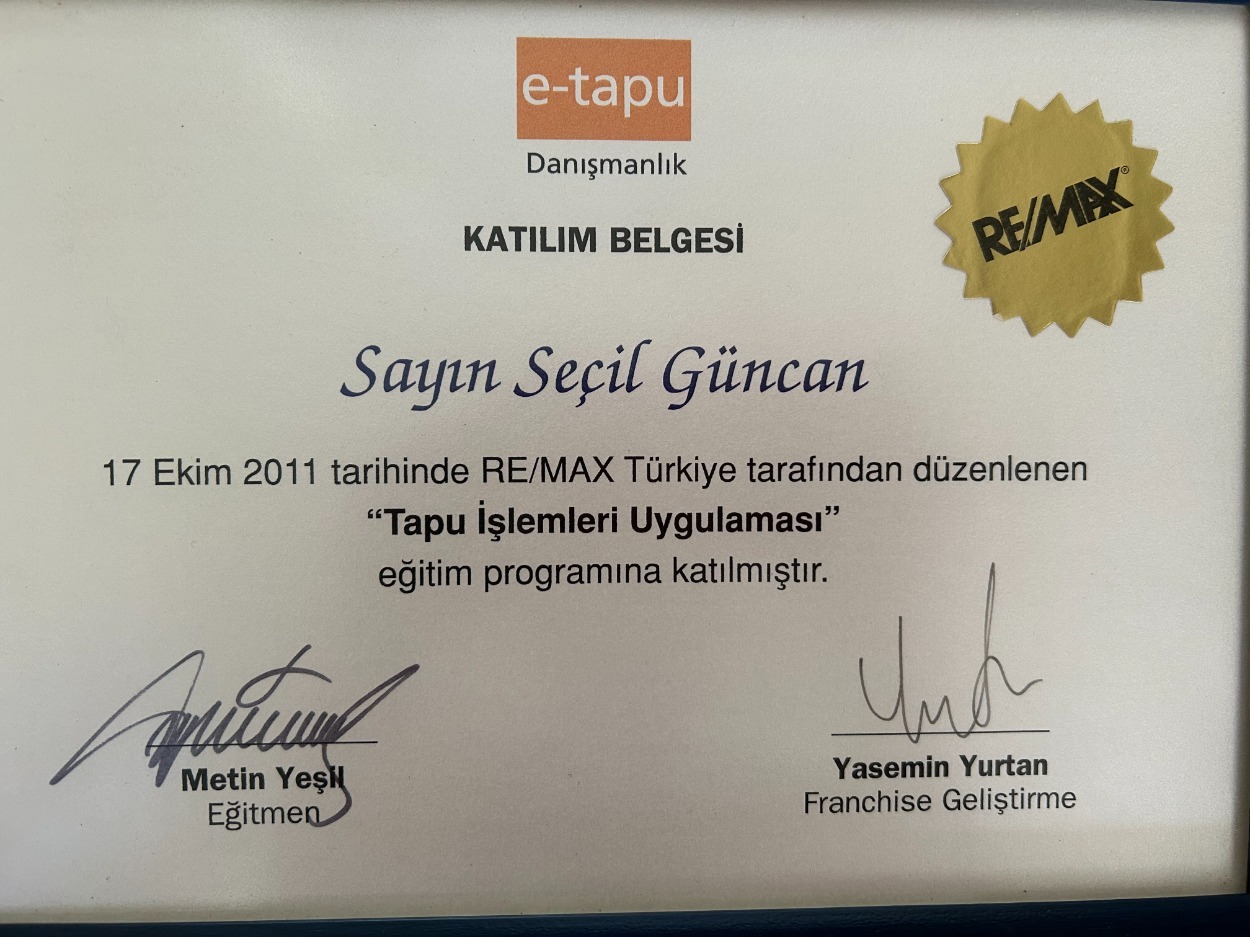 e-tapu
Danışmanlık
RE/MAX®
KATILIM BELGESİ
Sayın Seçil Güncan
17 Ekim 2011 tarihinde RE/MAX Türkiye tarafından düzenlenen
“Tapu İşlemleri Uygulaması”
eğitim programına katılmıştır.
Metin Yeşil
Eğitmen
Yasemin Yurtan
Franchise Geliştirme